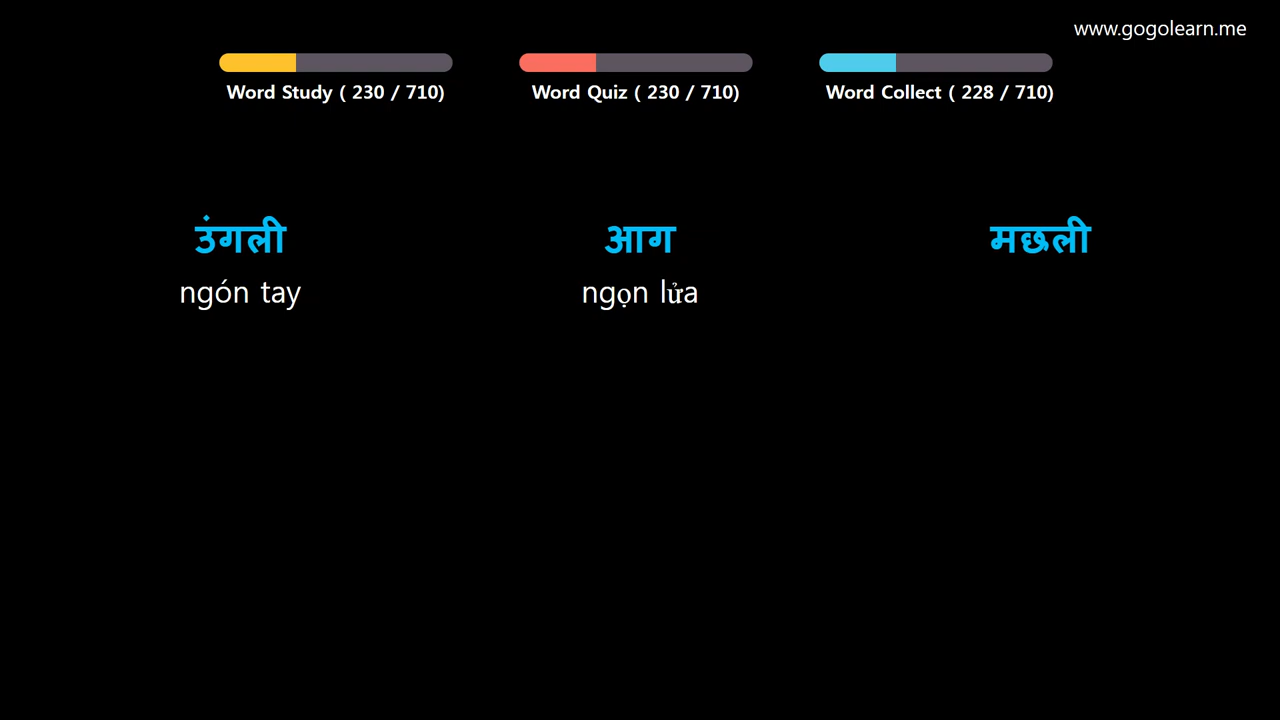 www.gogolearn.me
Word Study ( 230 / 710)
Word Quiz ( 230 / 710)
Word Collect ( 228 / 710)
उंगली
ngón tay
आग
ngọn lửa
मछली